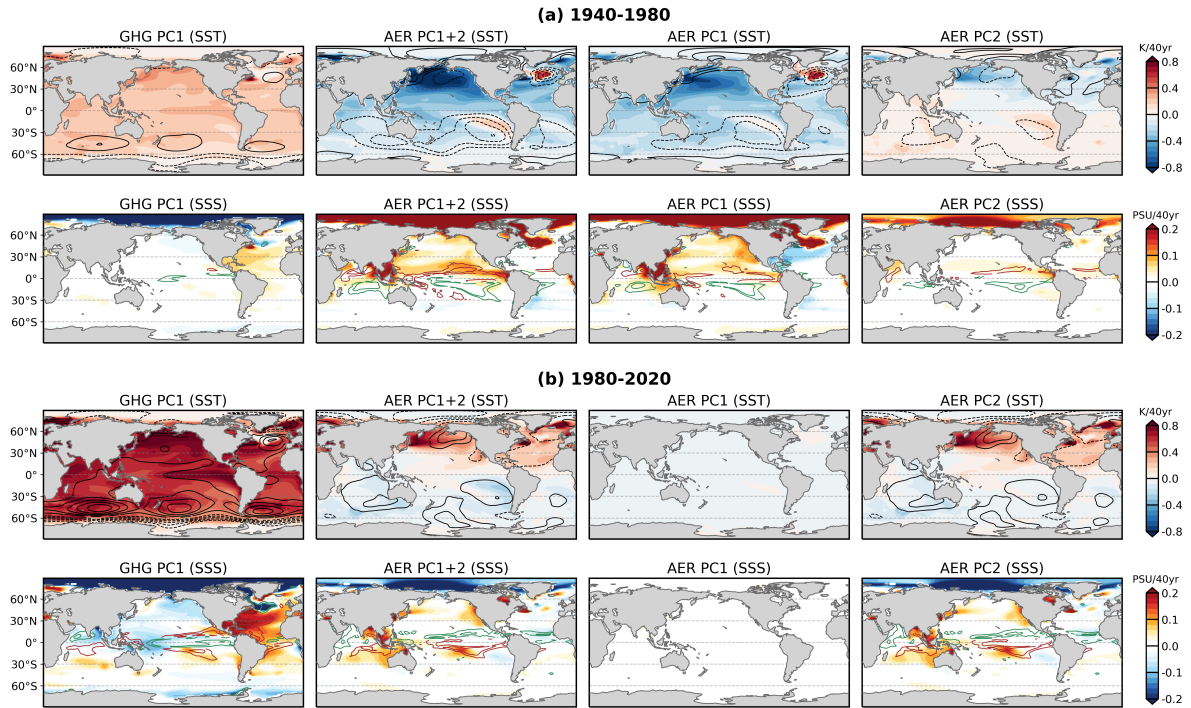 (a) 1940-1980
GHG PC1 (SST)
AER PC1+2 (SST)
AER PC1 (SST)
AER PC2 (SST)
K/40yr
60°N
30°N
0°
30°S
60°S
0.8
0.4
0.0
-0.4
-0.8
GHG PC1 (SSS)
AER PC1+2 (SSS)
AER PC1 (SSS)
AER PC2 (SSS)
PSU/40yr
60°N
30°N
0°
30°S
60°S
0.2
0.1
0.0
-0.1
-0.2
(b) 1980-2020
GHG PC1 (SST)
AER PC1+2 (SST)
AER PC1 (SST)
AER PC2 (SST)
K/40yr
60°N
30°N
0°
30°S
60°S
0.8
0.4
0.0
-0.4
-0.8
GHG PC1 (SSS)
AER PC1+2 (SSS)
AER PC1 (SSS)
AER PC2 (SSS)
PSU/40yr
60°N
30°N
0°
30°S
60°S
0.2
0.1
0.0
-0.1
-0.2